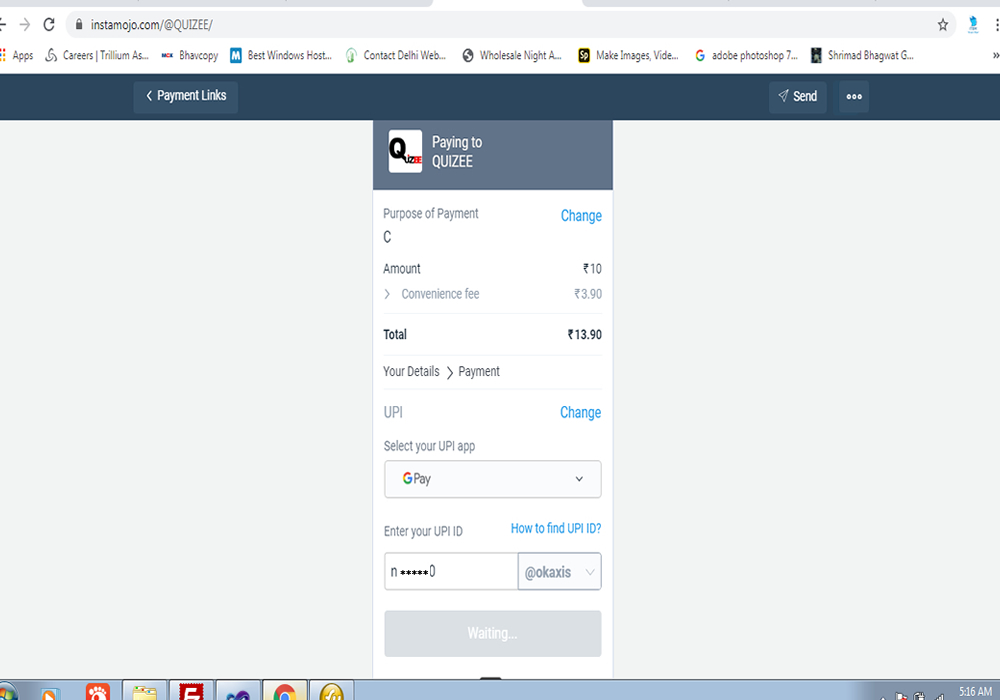 instamojo.com/@QUIZEE/
Apps Careers | Trillium As... MCX Bhavcopy M Best Windows Host... Contact Delhi Web... Wholesale Night A... Sp Make Images, Vide... G adobe photoshop 7... Shrimad Bhagwat G... »
Payment Links Send
Quizee
Paying to
QUIZEE
Purpose of Payment Change
C
Amount ₹10
Convenience fee ₹3.90
Total ₹13.90
Your Details Payment
UPI Change
Select your UPI app
G Pay
Enter your UPI ID How to find UPI ID?
n *****0 @okaxis
Waiting...
5:16 AM